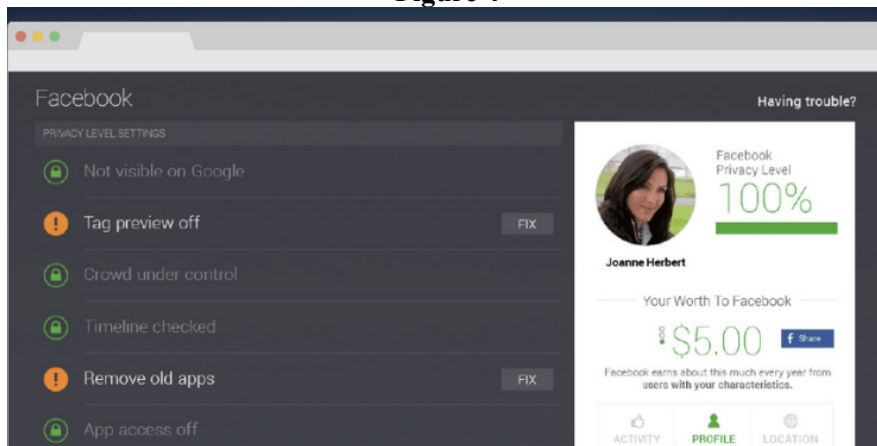 Facebook
Having trouble?
PRIVACY LEVEL SETTINGS
Not visible on Google
Tag preview off
FIX
Crowd under control
Timeline checked
Remove old apps
FIX
App access off
Facebook
Privacy Level
100%
Joanne Herbert
Your Worth To Facebook
$5.00
f Share
Facebook earns about this much every year from
users with your characteristics.
ACTIVITY
PROFILE
LOCATION